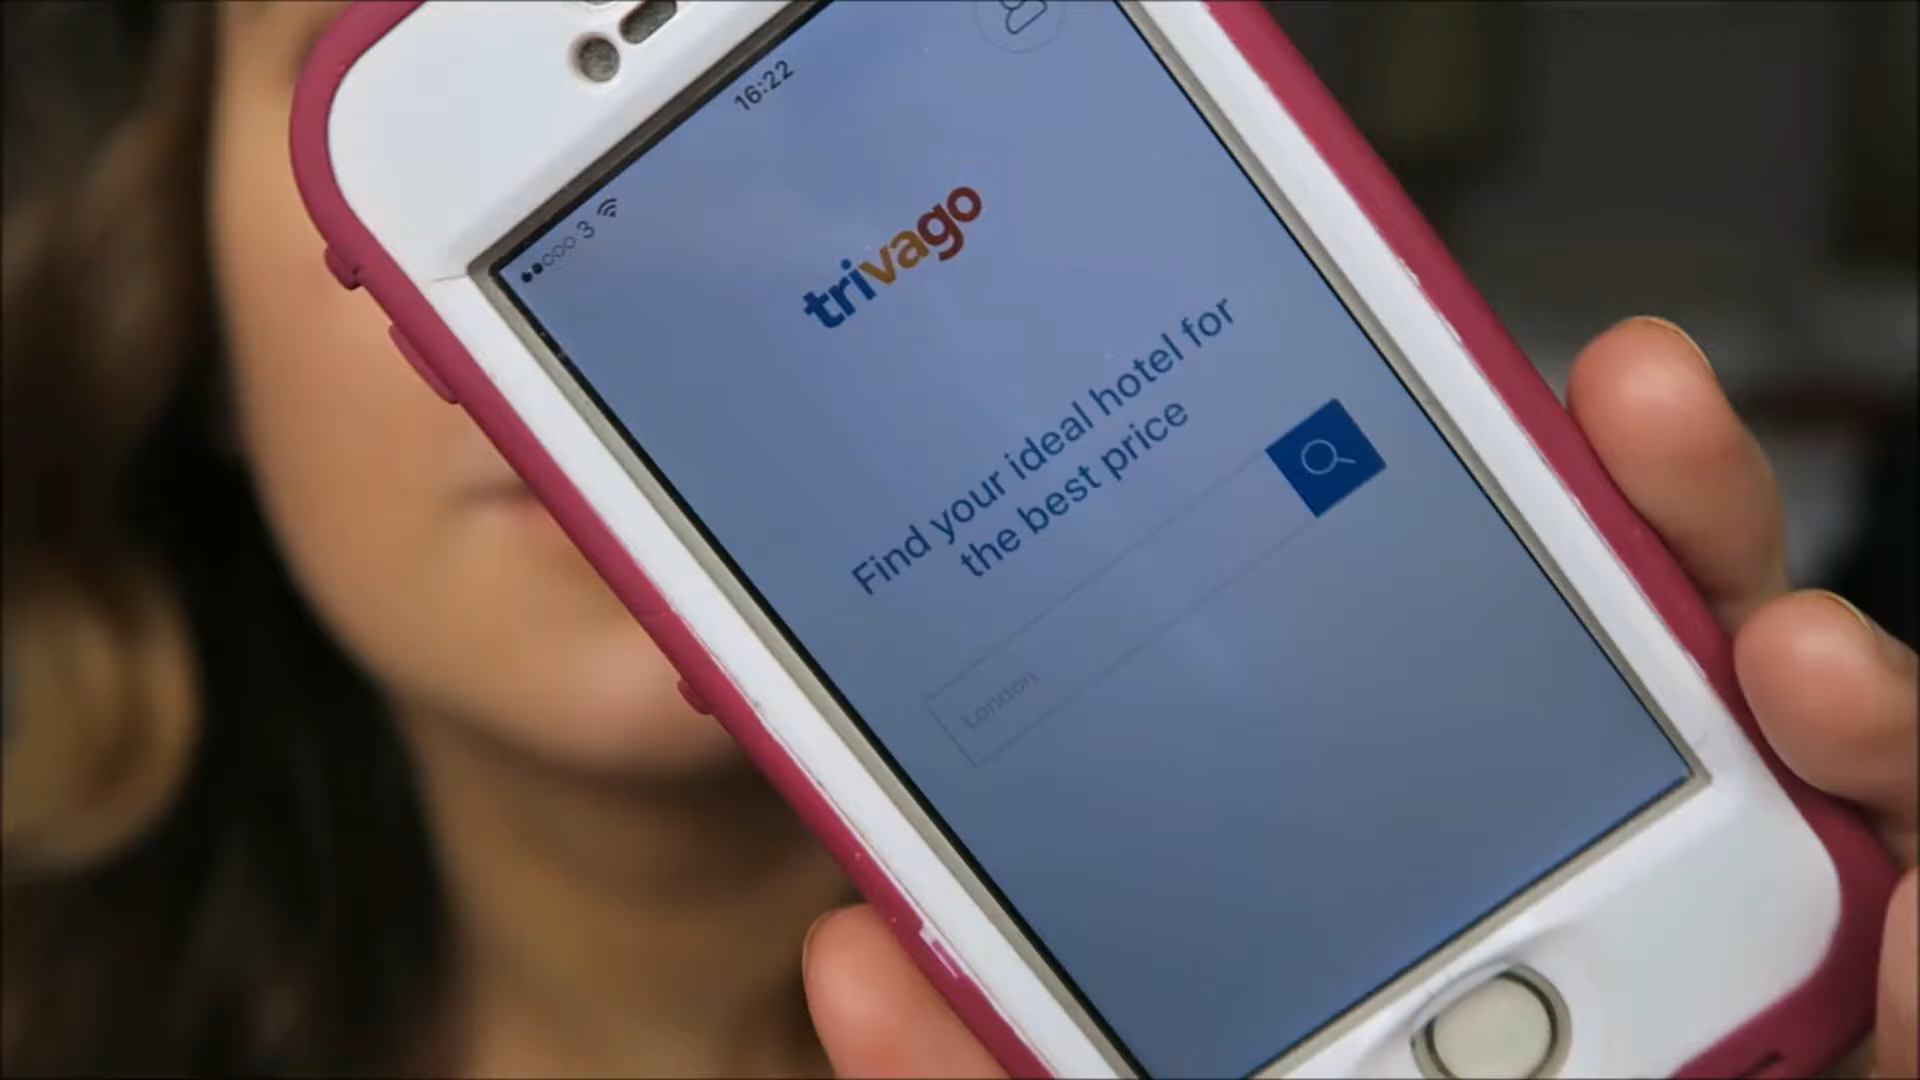 3 16:22
trivago
Find your ideal hotel for
the best price
London